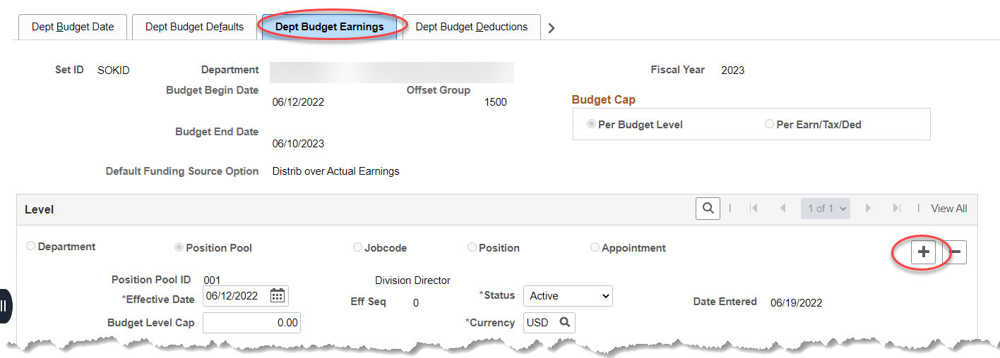 Dept Budget Date Dept Budget Defaults Dept Budget Earnings Dept Budget Deductions
Set ID SOKID Department Fiscal Year 2023
Budget Begin Date Offset Group
06/12/2022 1500
Budget Cap
Per Budget Level Per Earn/Tax/Ded
Budget End Date
06/10/2023
Default Funding Source Option Distrib over Actual Earnings
Level 1 of 1 View All
Department Position Pool Jobcode Position Appointment
Position Pool ID 001 Division Director
*Effective Date 06/12/2022 Eff Seq 0 *Status Active Date Entered 06/19/2022
Budget Level Cap 0.00 *Currency USD